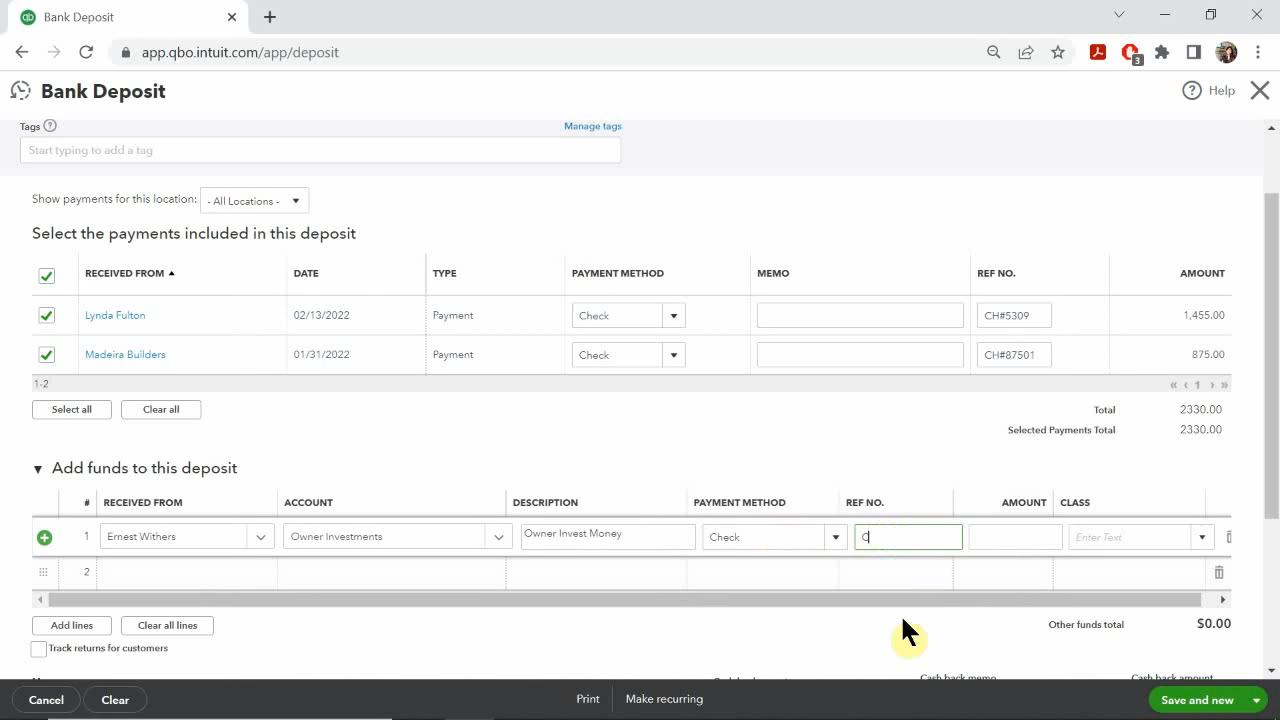 qb Bank Deposit
app.qbo.intuit.com/app/deposit
3
Bank Deposit
? Help
Tags ? Manage tags
Start typing to add a tag
Show payments for this location: - All Locations -
Select the payments included in this deposit
RECEIVED FROM DATE TYPE PAYMENT METHOD MEMO REF NO. AMOUNT
Lynda Fulton 02/13/2022 Payment Check CH#5309 1,455.00
Madeira Builders 01/31/2022 Payment Check CH#87501 875.00
1-2 « ‹ 1 › »
Select all Clear all Total 2330.00
Selected Payments Total 2330.00
Add funds to this deposit
# RECEIVED FROM ACCOUNT DESCRIPTION PAYMENT METHOD REF NO. AMOUNT CLASS
1 Ernest Withers Owner Investments Owner Invest Money Check C Enter Text
2
Add lines Clear all lines Other funds total $0.00
Track returns for customers
Cash back memo Cash back amount
Cancel Clear Print Make recurring Save and new